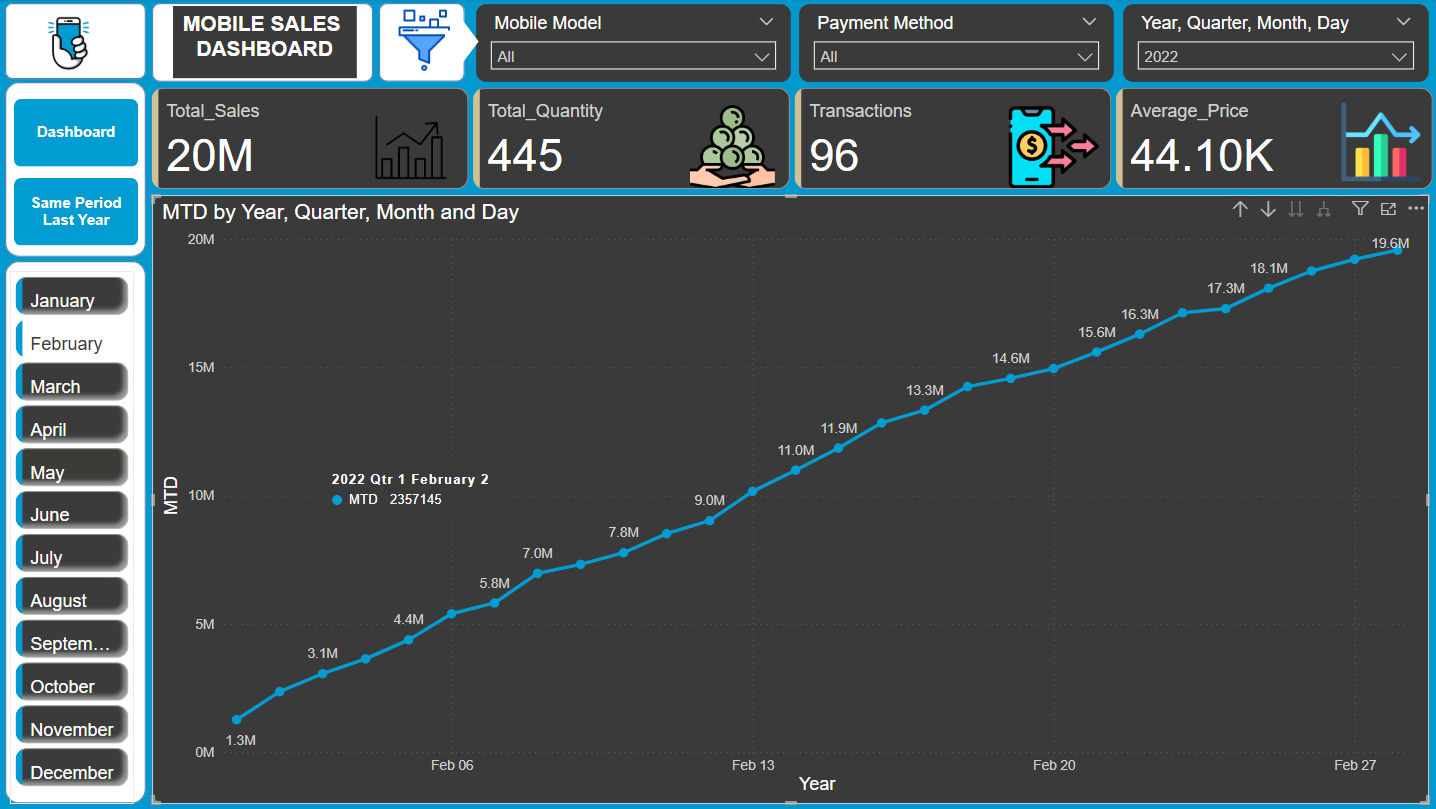 MOBILE SALES
DASHBOARD
Mobile Model
All
Payment Method
All
Year, Quarter, Month, Day
2022
Dashboard
Same Period
Last Year
Total_Sales
20M
Total_Quantity
445
Transactions
96
$
Average_Price
44.10K
January
February
March
April
May
June
July
August
Septem…
October
November
December
MTD by Year, Quarter, Month and Day
20M
15M
10M
5M
0M
MTD
1.3M
3.1M
4.4M
5.8M
7.0M
7.8M
9.0M
11.0M
11.9M
13.3M
14.6M
15.6M
16.3M
17.3M
18.1M
19.6M
2022 Qtr 1 February 2
MTD 2357145
Feb 06
Feb 13
Feb 20
Feb 27
Year